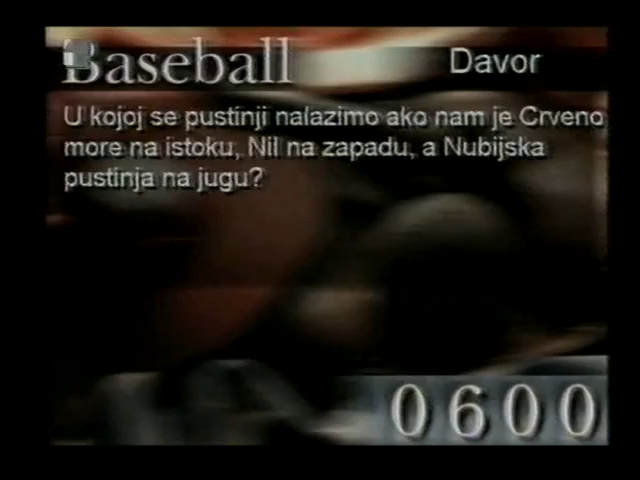 Baseball
Davor
U kojoj se pustinji nalazimo ako nam je Crveno
more na istoku, Nil na zapadu, a Nubijska
pustinja na jugu?
0600